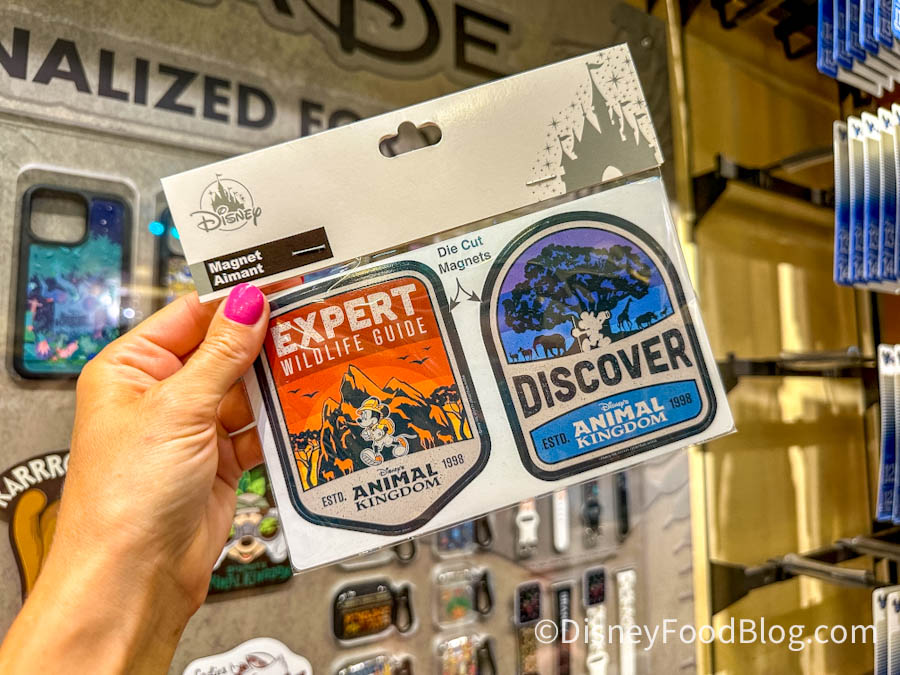 NALIZED
Disney
Magnet
Aimant
Die Cut
Magnets
EXPERT
WILDLIFE GUIDE
Disney's
ESTD. ANIMAL 1998
KINGDOM
DISCOVER
Disney's
ESTD. ANIMAL 1998
KINGDOM
©DisneyFoodBlog.com